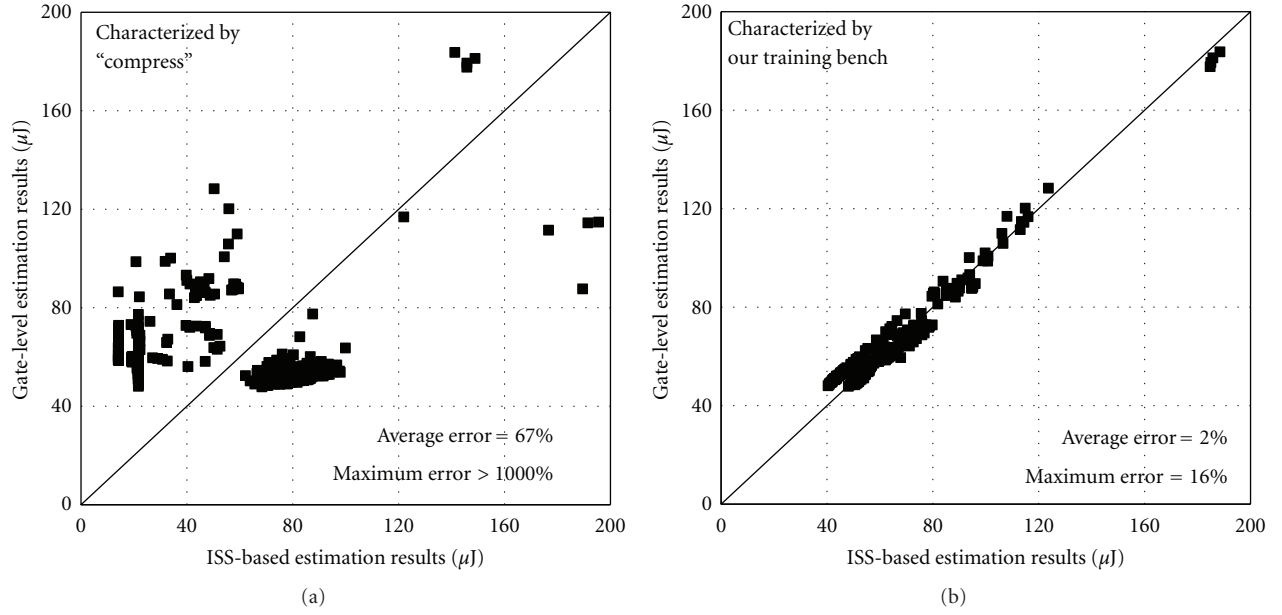 200
160
120
80
40
0
Gate-level estimation results (μJ)
Characterized by
“compress”
Average error = 67%
Maximum error > 1000%
0
40
80
120
160
200
ISS-based estimation results (μJ)
(a)
200
160
120
80
40
0
Gate-level estimation results (μJ)
Characterized by
our training bench
Average error = 2%
Maximum error = 16%
0
40
80
120
160
200
ISS-based estimation results (μJ)
(b)